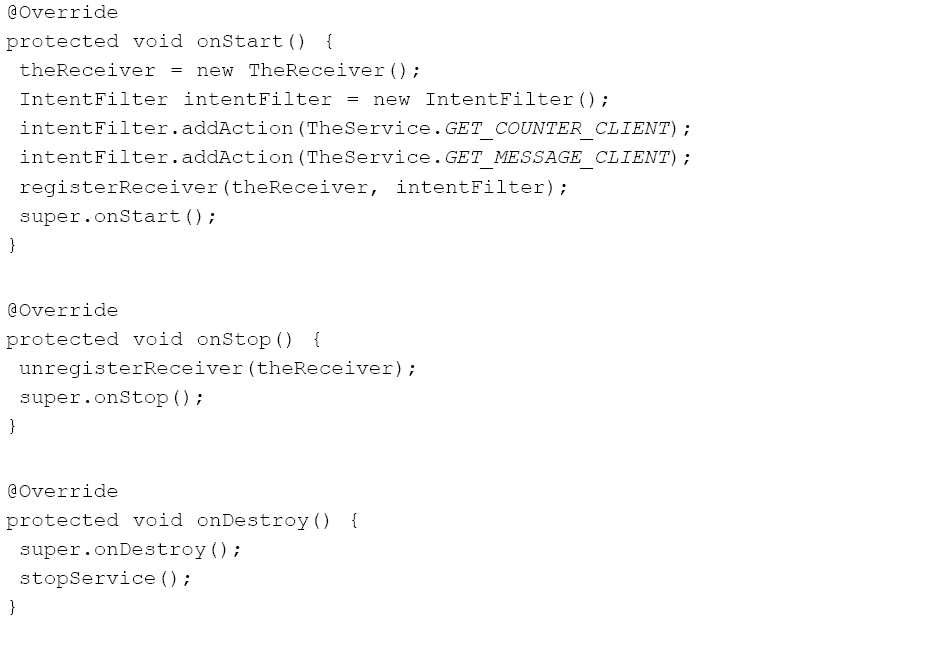 @Override
protected void onStart() {
 theReceiver = new TheReceiver();
 IntentFilter intentFilter = new IntentFilter();
 intentFilter.addAction(TheService.GET_COUNTER_CLIENT);
 intentFilter.addAction(TheService.GET_MESSAGE_CLIENT);
 registerReceiver(theReceiver, intentFilter);
 super.onStart();
}
@Override
protected void onStop() {
 unregisterReceiver(theReceiver);
 super.onStop();
}
@Override
protected void onDestroy() {
 super.onDestroy();
 stopService();
}